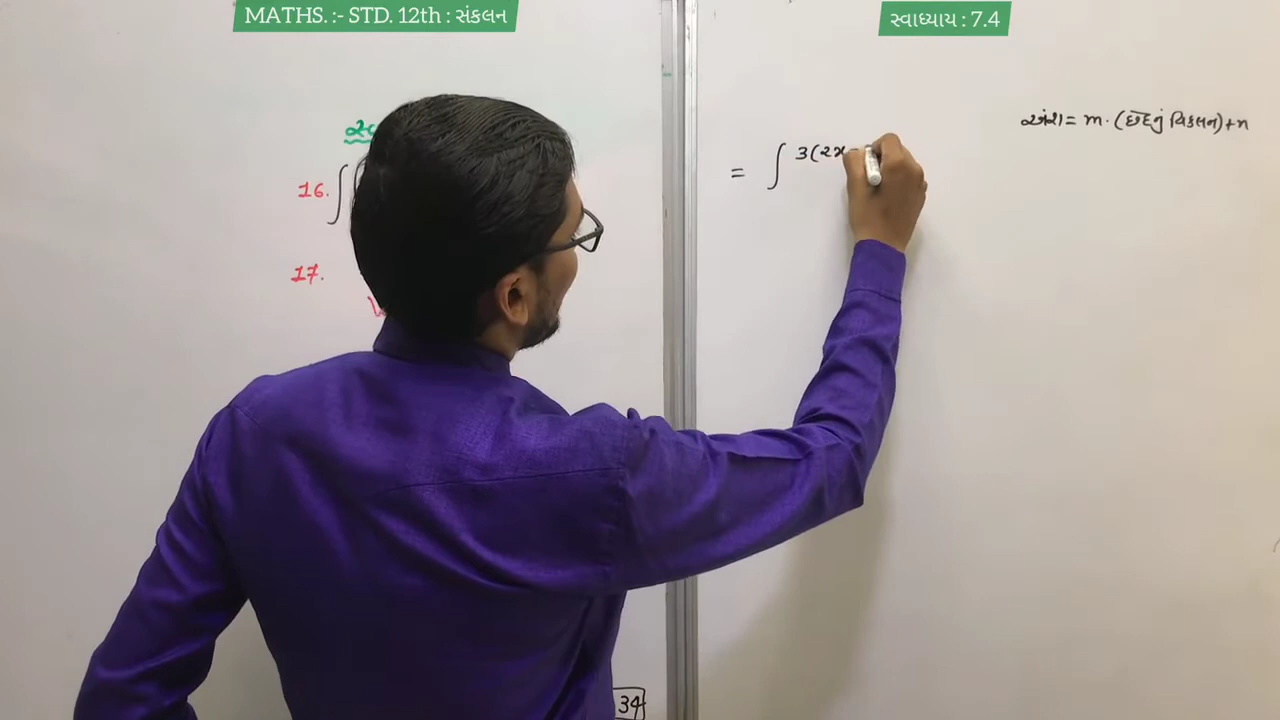 MATHS. :- STD. 12th : સંકલન
સ્વાધ્યાય : 7.4
16. ∫
17.
= ∫ 3(2x
અંશ = m. (છેદનું વિકલન) + n
34